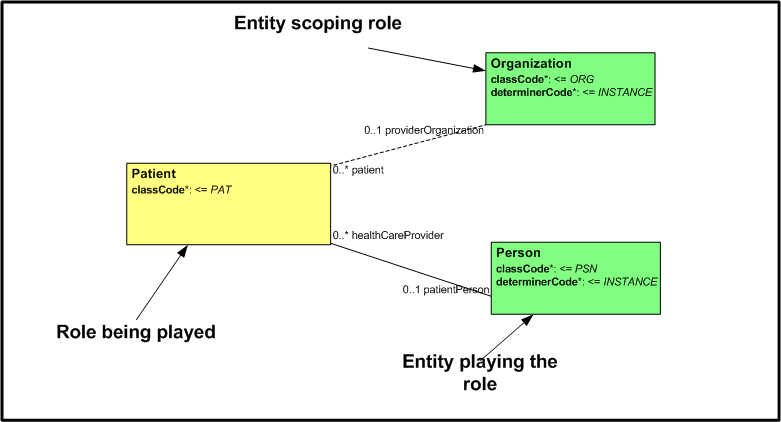 Entity scoping role
Organization
classCode*: <= ORG
determinerCode*: <= INSTANCE
0..1 providerOrganization
0..* patient
Patient
classCode*: <= PAT
0..* healthCareProvider
Person
classCode*: <= PSN
determinerCode*: <= INSTANCE
0..1 patientPerson
Role being played
Entity playing the
role